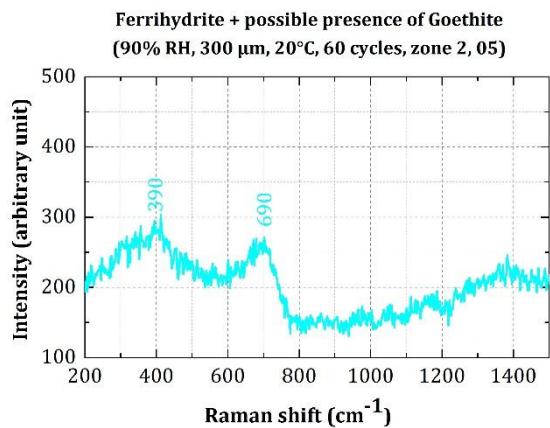 Ferrihydrite + possible presence of Goethite
(90% RH, 300 µm, 20°C, 60 cycles, zone 2, 05)
500
400
300
200
100
390
690
Intensity (arbitrary unit)
200 400 600 800 1000 1200 1400
Raman shift (cm⁻¹)